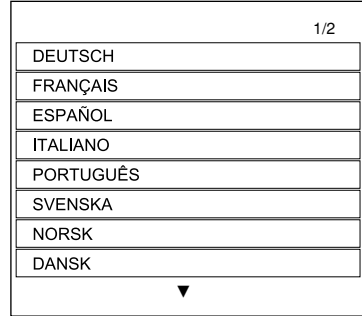 1/2
DEUTSCH
FRANÇAIS
ESPAÑOL
ITALIANO
PORTUGUÊS
SVENSKA
NORSK
DANSK
▼